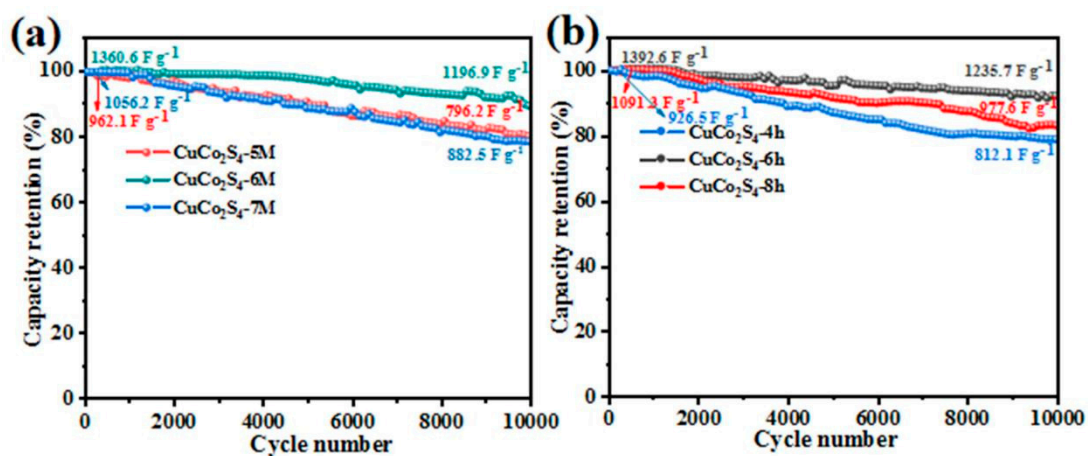 (a)
Capacity retention (%)
100
80
60
40
20
0
1360.6 F g⁻¹
1056.2 F g⁻¹
962.1 F g⁻¹
1196.9 F g⁻¹
796.2 F g⁻¹
882.5 F g⁻¹
CuCo₂S₄-5M
CuCo₂S₄-6M
CuCo₂S₄-7M
0 2000 4000 6000 8000 10000
Cycle number
(b)
Capacity retention (%)
100
80
60
40
20
0
1392.6 F g⁻¹
1091.3 F g⁻¹
926.5 F g⁻¹
1235.7 F g⁻¹
977.6 F g⁻¹
812.1 F g⁻¹
CuCo₂S₄-4h
CuCo₂S₄-6h
CuCo₂S₄-8h
0 2000 4000 6000 8000 10000
Cycle number